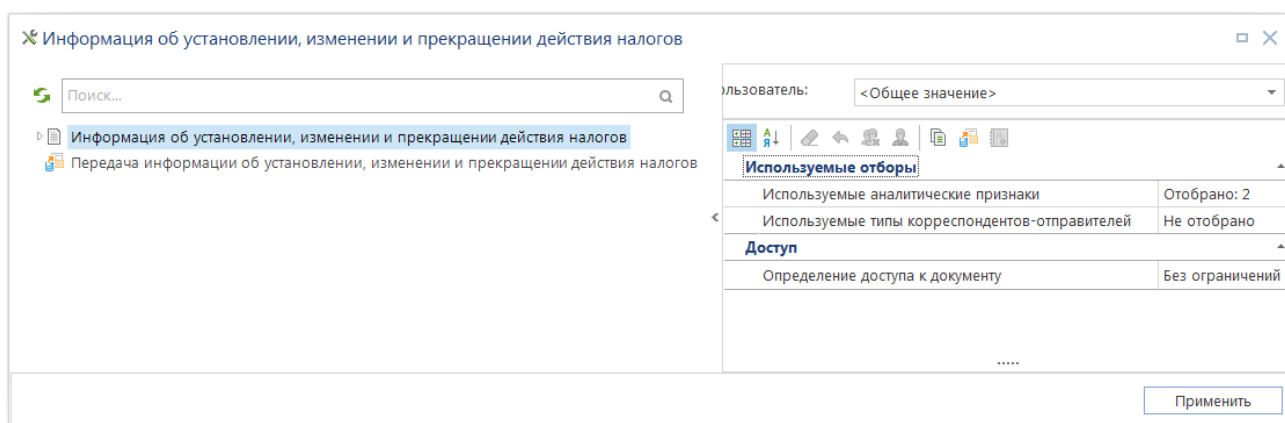 Информация об установлении, изменении и прекращении действия налогов
Поиск...
Информация об установлении, изменении и прекращении действия налогов
Передача информации об установлении, изменении и прекращении действия налогов
ользователь: <Общее значение>
Используемые отборы
Используемые аналитические признаки Отобрано: 2
Используемые типы корреспондентов-отправителей Не отобрано
Доступ
Определение доступа к документу Без ограничений
Применить